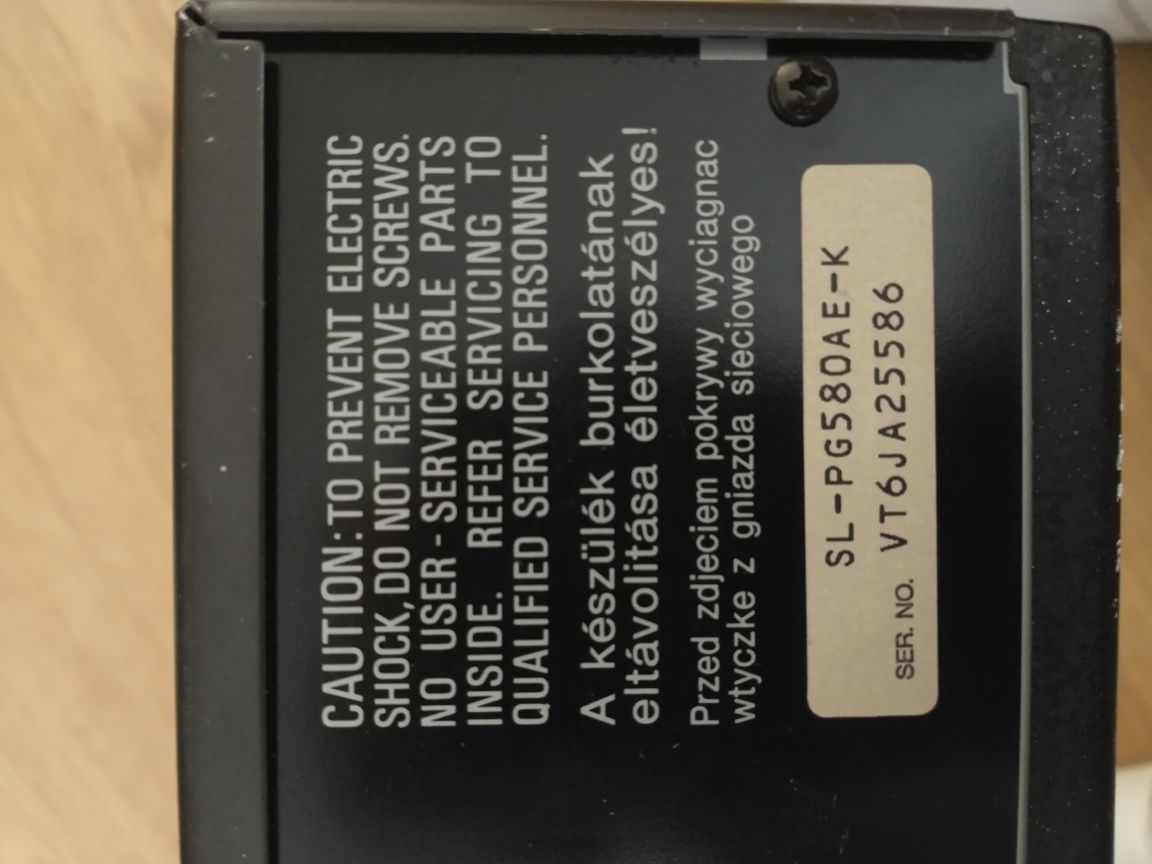 CAUTION: TO PREVENT ELECTRIC
SHOCK, DO NOT REMOVE SCREWS.
NO USER-SERVICEABLE PARTS
INSIDE. REFER SERVICING TO
QUALIFIED SERVICE PERSONNEL.
A készülék burkolatának
eltávolitása életveszélyes!
Przed zdjeciem pokrywy wyciagnac
wtyczke z gniazda sieciowego
SL-PG580AE-K
SER. NO. VT6JA25586